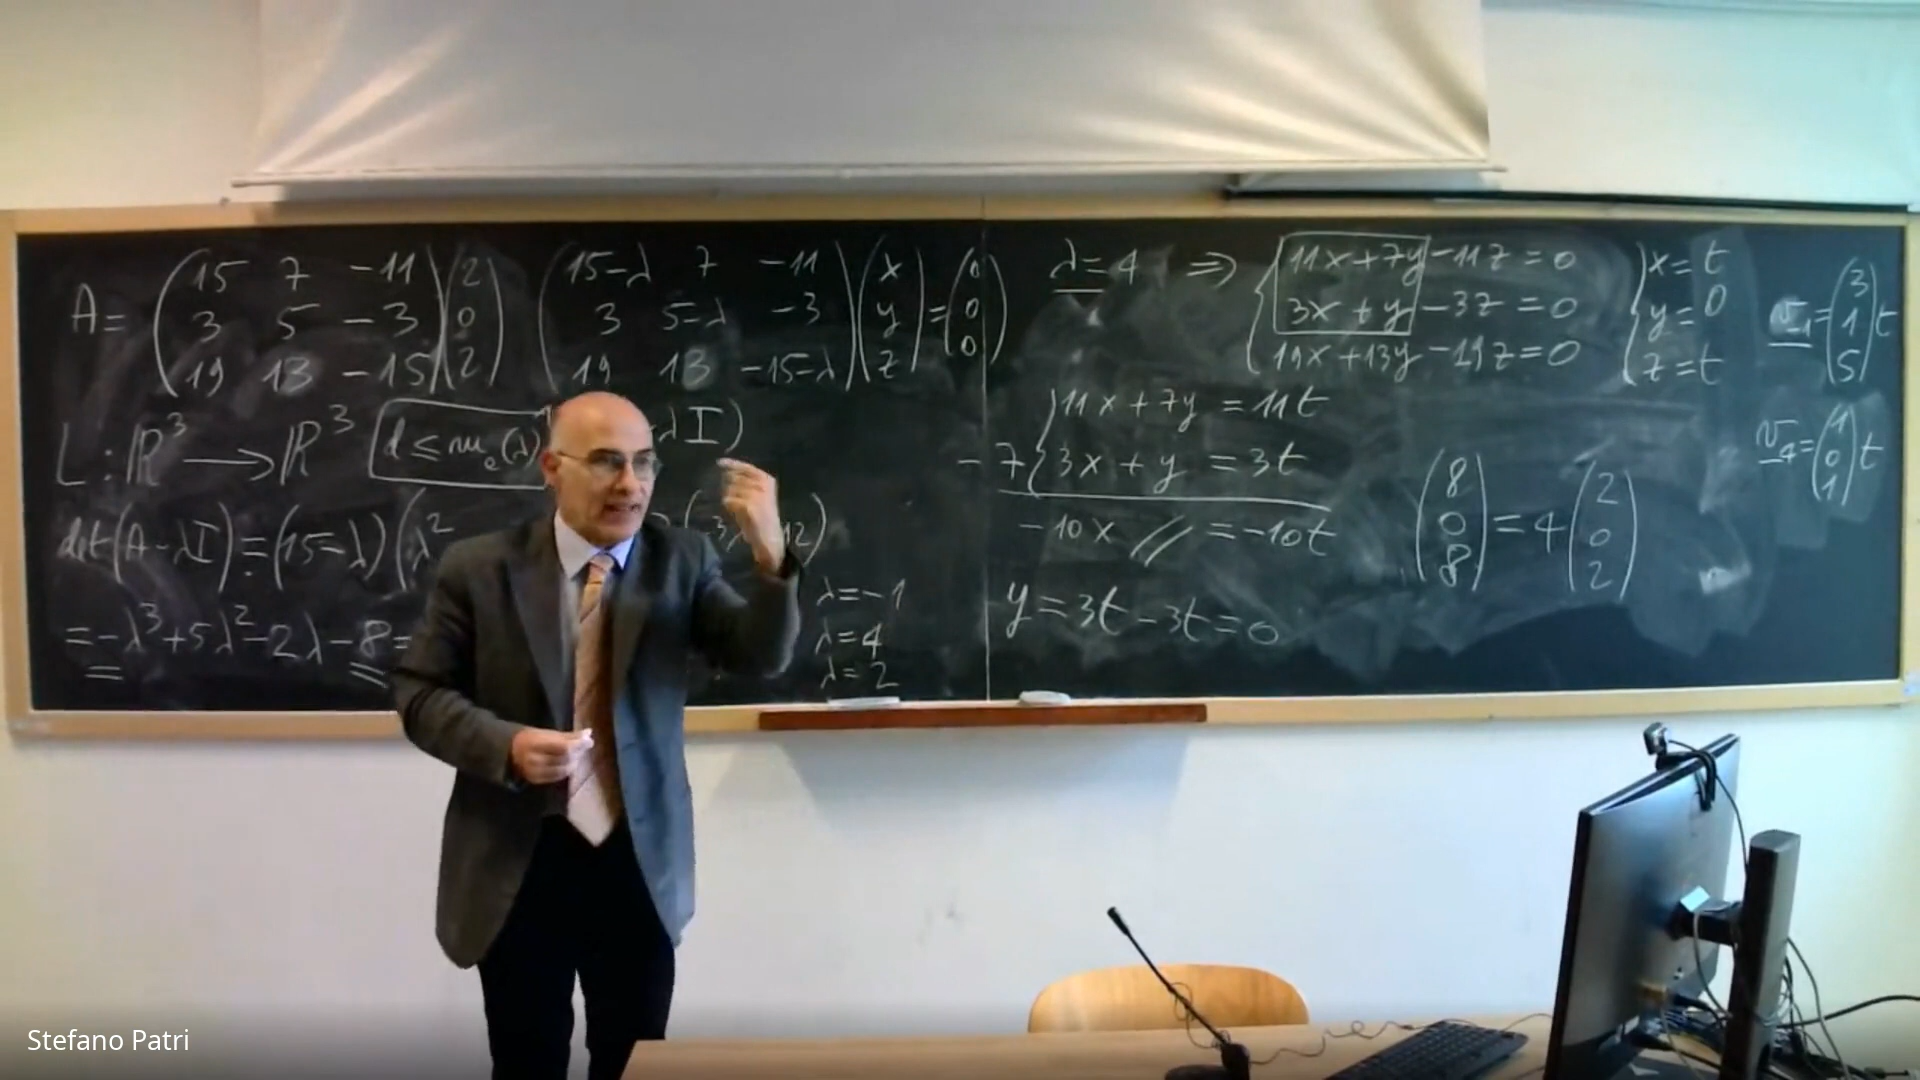 A = ( 15 7 -11 ) ( 2 )
( 3 5 -3 ) ( 0 )
( 19 13 -15 ) ( 2 )
( 15-λ 7 -11 ) ( x ) = ( 0 )
( 3 5-λ -3 ) ( y ) ( 0 )
( 19 13 -15-λ ) ( z ) ( 0 )
L : ℝ³ ⟶ ℝ³
d ≤ m_a(λ)
λI)
det(A-λI) = (15-λ)(λ²
12)
= -λ³+5λ²-2λ-8 =
λ=-1
λ=4
λ=2
λ=4 ⇒ { 11x+7y-11z=0
3x+y-3z=0
19x+13y-19z=0
{ x=t
y=0
z=t
{ 11x+7y =11t
-7 { 3x+y =3t
-10x // =-10t
y=3t-3t=0
( 8 ) = 4 ( 2 )
( 0 ) ( 0 )
( 8 ) ( 2 )
v₋₁ = ( 3 ) t
( 1 )
( 5 )
v₄ = ( 1 ) t
( 0 )
( 1 )
Stefano Patri